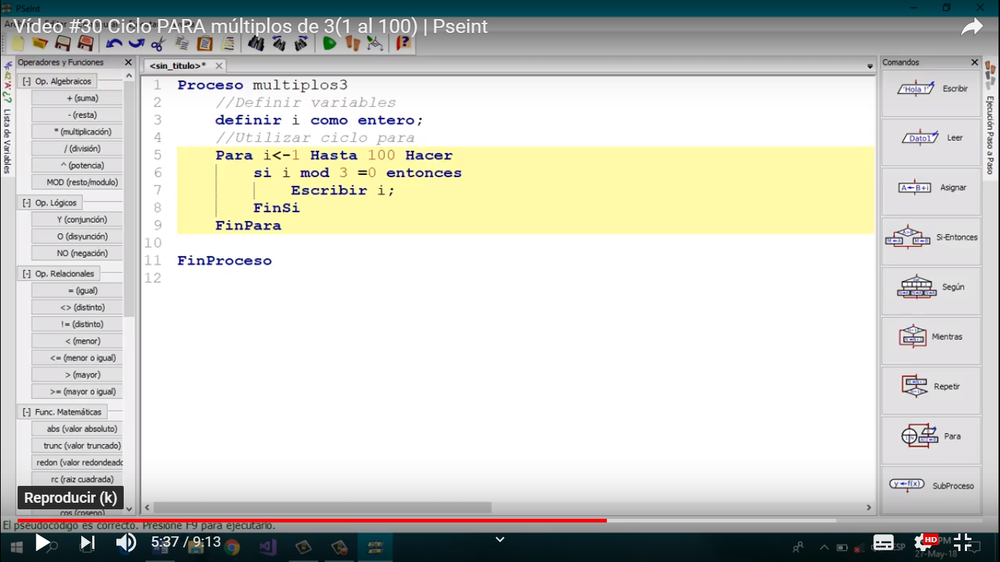 PSeInt
Vídeo #30 Ciclo PARA múltiplos de 3(1 al 100) | Pseint
Operadores y Funciones
[-] Op. Algebraicos
+ (suma)
- (resta)
* (multiplicación)
/ (división)
^ (potencia)
MOD (resto/modulo)
[-] Op. Lógicos
Y (conjunción)
O (disyunción)
NO (negación)
[-] Op. Relacionales
= (igual)
<> (distinto)
!= (distinto)
< (menor)
<= (menor o igual)
> (mayor)
>= (mayor o igual)
[-] Func. Matemáticas
abs (valor absoluto)
trunc (valor truncado)
redon (valor redondeado
rc (raiz cuadrada)
cos (coseno)
Lista de Variables
<sin_titulo>*
1 Proceso multiplos3
2 //Definir variables
3 definir i como entero;
4 //Utilizar ciclo para
5 Para i<-1 Hasta 100 Hacer
6 si i mod 3 =0 entonces
7 Escribir i;
8 FinSi
9 FinPara
10
11 FinProceso
12
Comandos
'Hola !' Escribir
Dato1 Leer
A←B+i Asignar
Si-Entonces
Según
Mientras
Repetir
Para
y←f(x) SubProceso
Ejecución Paso a Paso
Reproducir (k)
El pseudocódigo es correcto. Presione F9 para ejecutarlo.
5:37 / 9:13
HD
ESP
PM
27-May-18